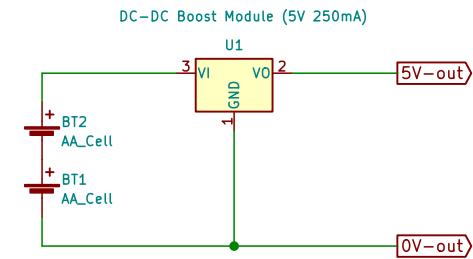 DC-DC Boost Module (5V 250mA)
U1
3 VI VO 2
5V-out
GND
1
+
BT2
AA_Cell
+
BT1
AA_Cell
0V-out